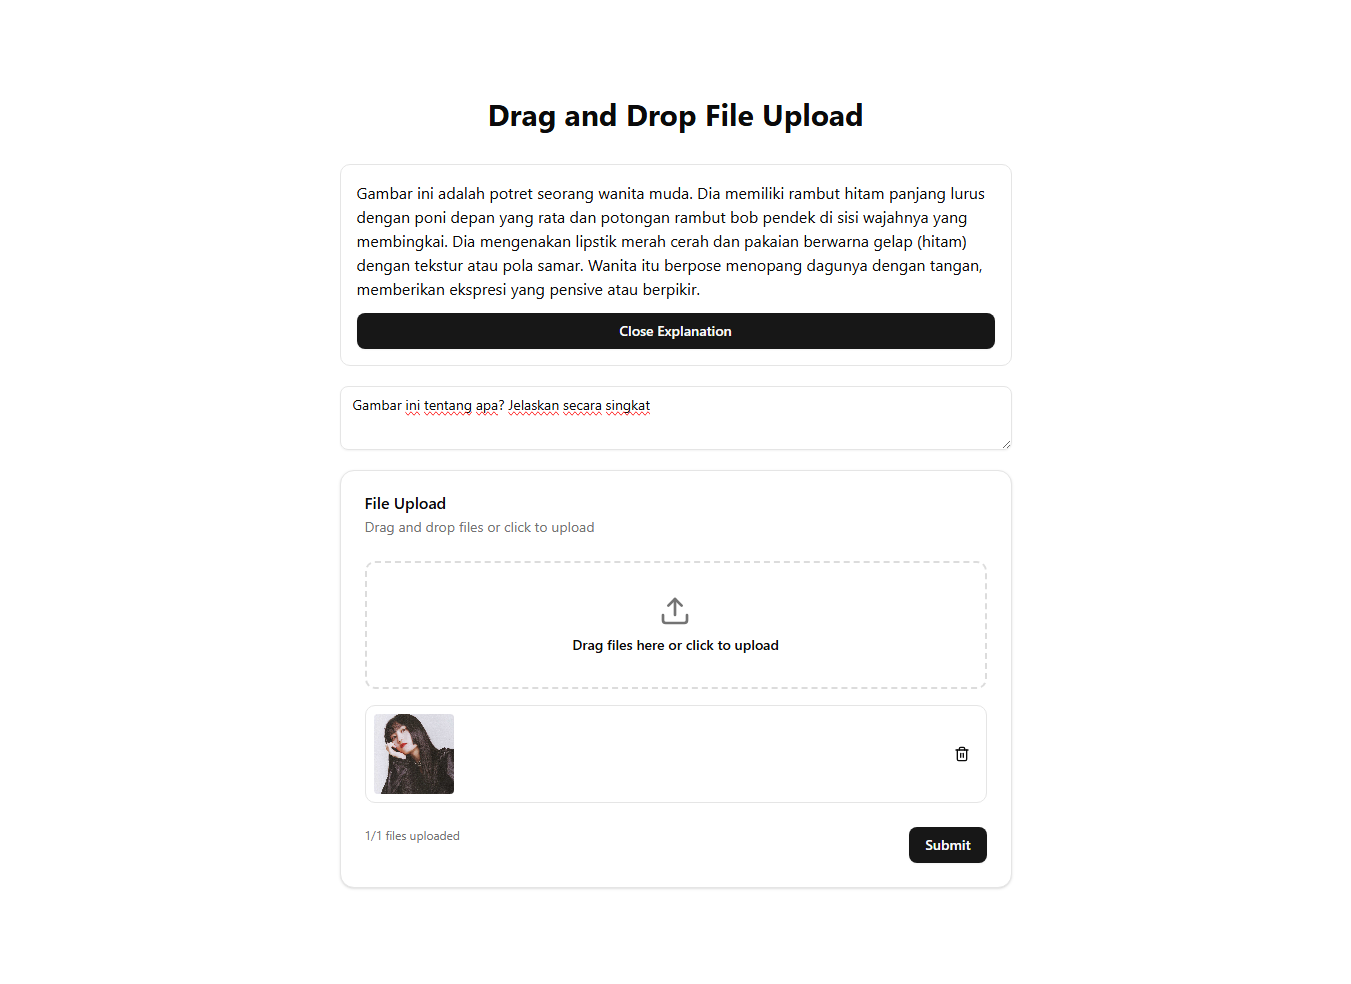 Drag and Drop File Upload
Gambar ini adalah potret seorang wanita muda. Dia memiliki rambut hitam panjang lurus
dengan poni depan yang rata dan potongan rambut bob pendek di sisi wajahnya yang
membingkai. Dia mengenakan lipstik merah cerah dan pakaian berwarna gelap (hitam)
dengan tekstur atau pola samar. Wanita itu berpose menopang dagunya dengan tangan,
memberikan ekspresi yang pensive atau berpikir.
Close Explanation
Gambar ini tentang apa? Jelaskan secara singkat
File Upload
Drag and drop files or click to upload
Drag files here or click to upload
1/1 files uploaded
Submit